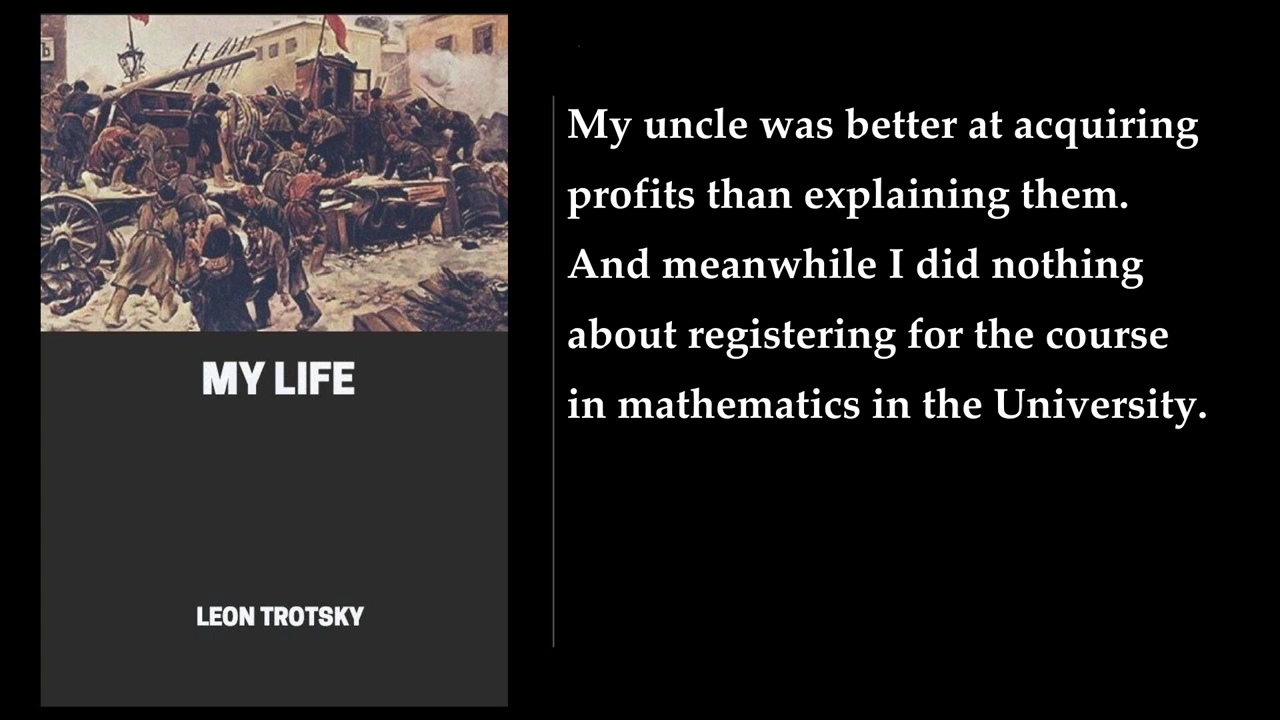 MY LIFE
LEON TROTSKY
My uncle was better at acquiring
profits than explaining them.
And meanwhile I did nothing
about registering for the course
in mathematics in the University.